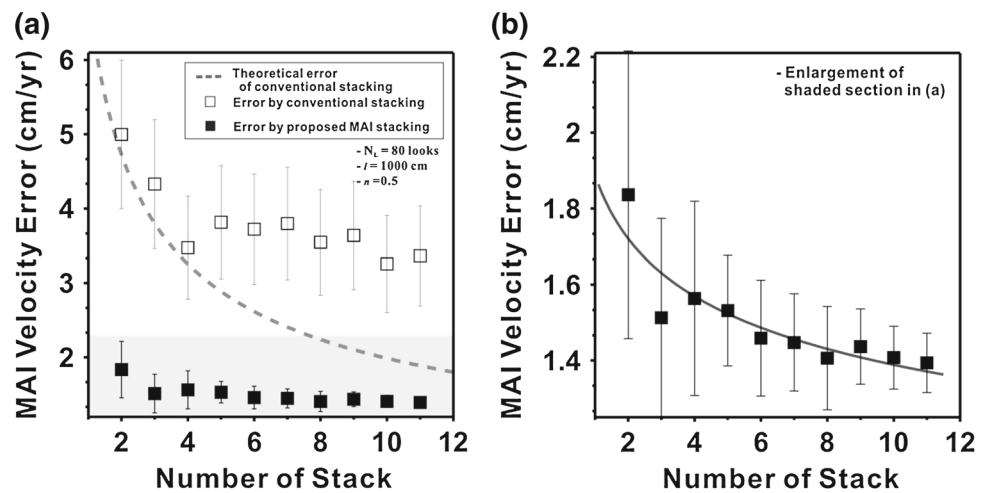 (a)
MAI Velocity Error (cm/yr)
6
5
4
3
2
2
4
6
8
10
12
Number of Stack
Theoretical error
of conventional stacking
Error by conventional stacking
Error by proposed MAI stacking
- NL = 80 looks
- l = 1000 cm
- n =0.5
(b)
MAI Velocity Error (cm/yr)
2.2
2
1.8
1.6
1.4
2
4
6
8
10
12
Number of Stack
- Enlargement of
shaded section in (a)